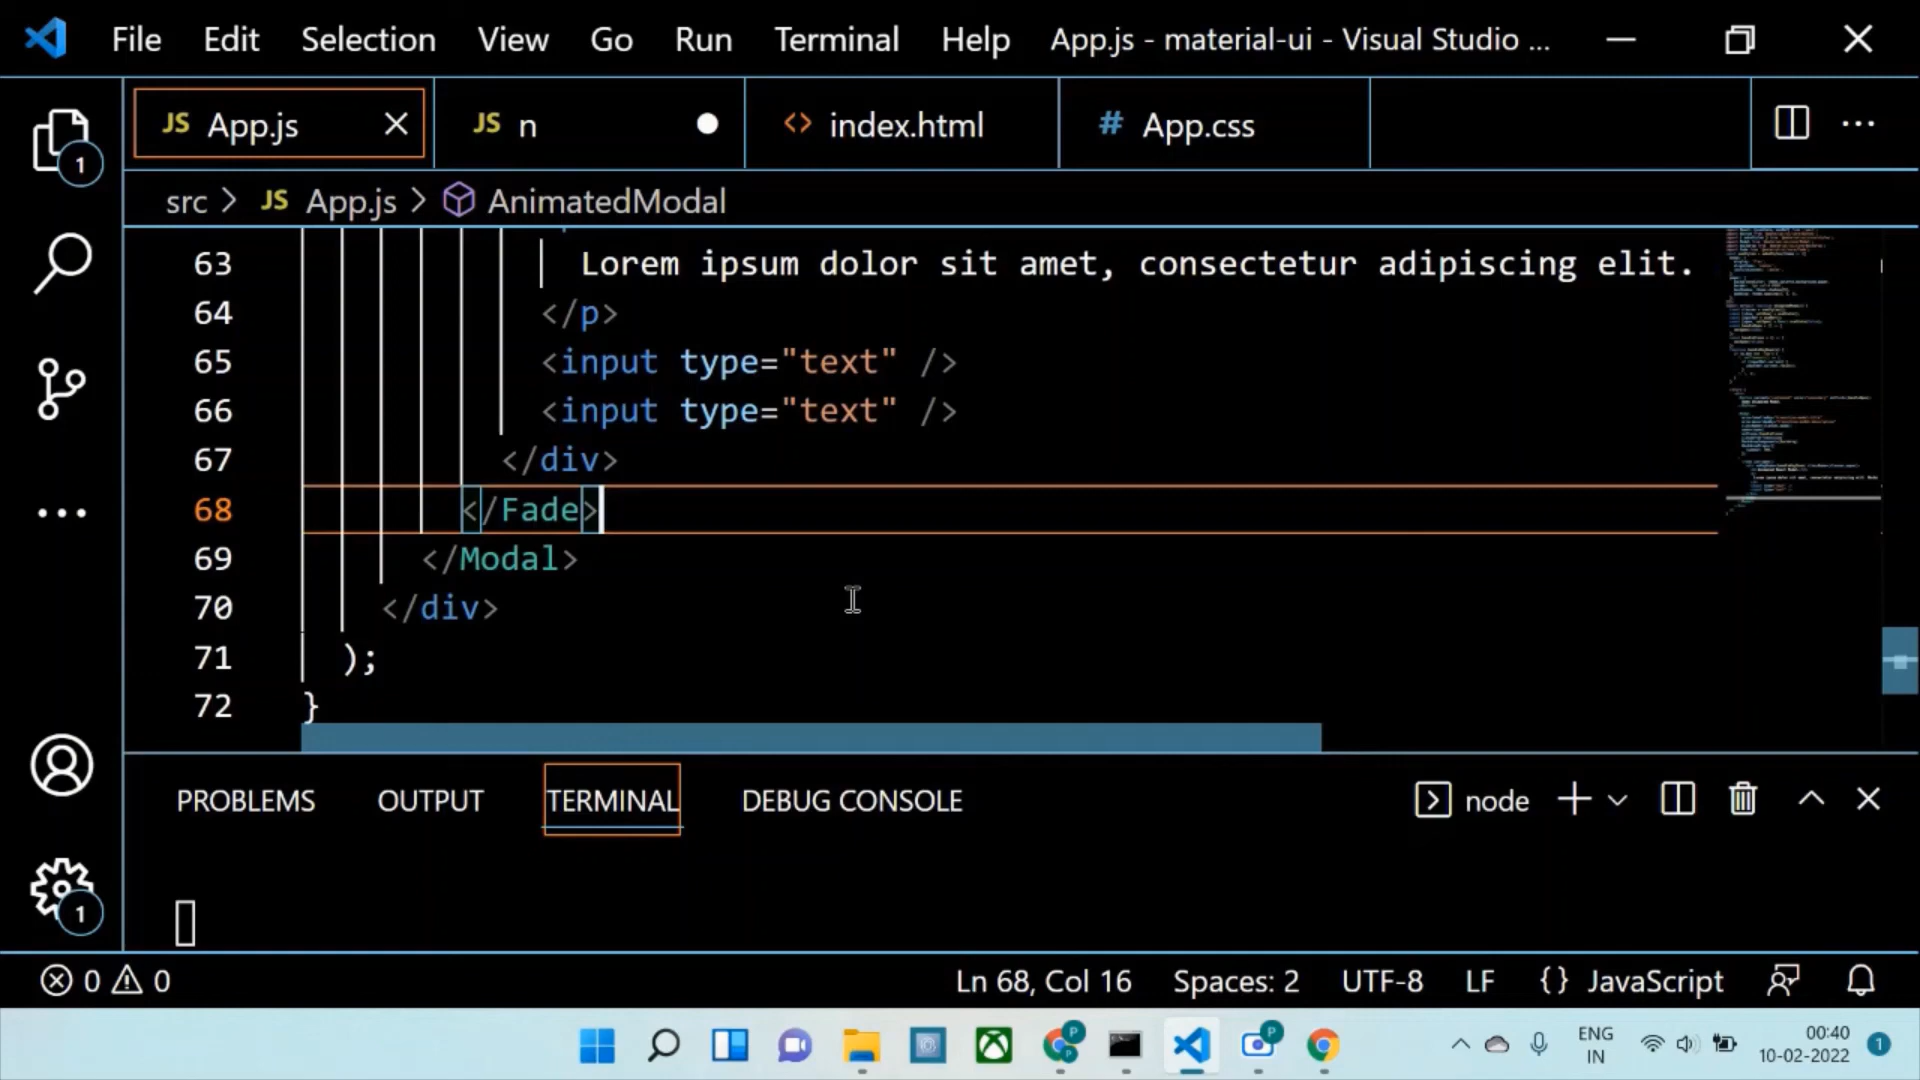 File Edit Selection View Go Run Terminal Help App.js - material-ui - Visual Studio ...
JS App.js JS n <> index.html # App.css
src > JS App.js > AnimatedModal
63 Lorem ipsum dolor sit amet, consectetur adipiscing elit.
64 </p>
65 <input type="text" />
66 <input type="text" />
67 </div>
68 </Fade>
69 </Modal>
70 </div>
71 );
72 }
PROBLEMS OUTPUT TERMINAL DEBUG CONSOLE node
0 0 Ln 68, Col 16 Spaces: 2 UTF-8 LF {} JavaScript
1
1
ENG
IN
00:40
10-02-2022
1